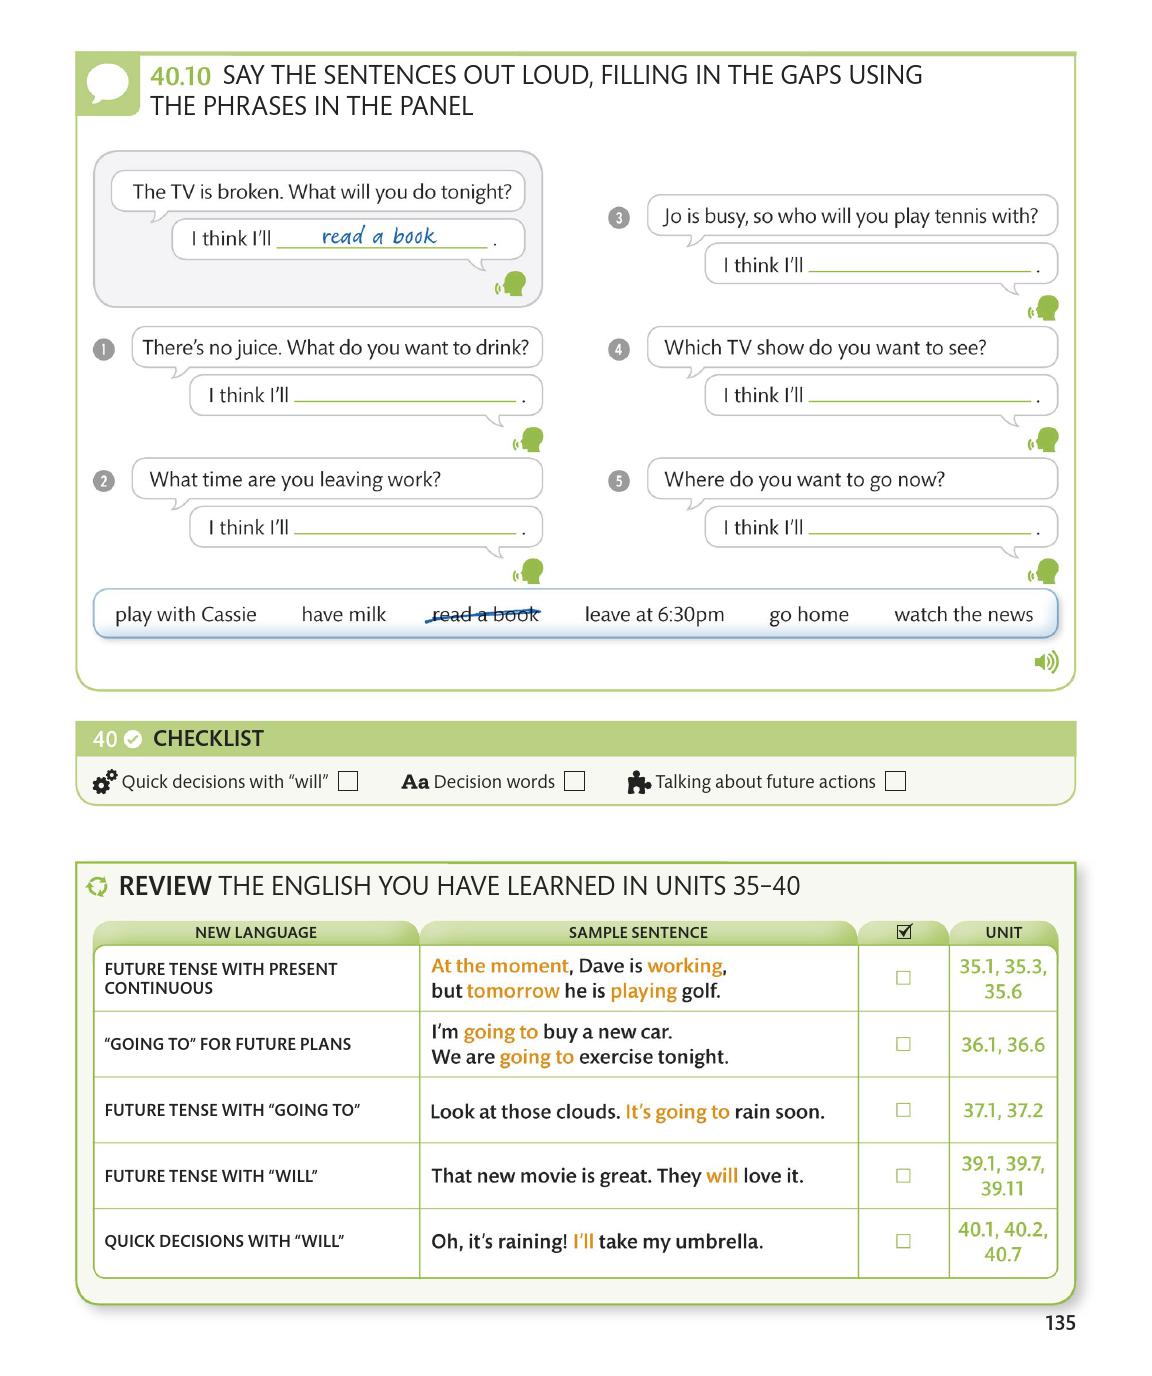 40.10 SAY THE SENTENCES OUT LOUD, FILLING IN THE GAPS USING
THE PHRASES IN THE PANEL
The TV is broken. What will you do tonight?
I think I'll read a book .
1 There's no juice. What do you want to drink?
I think I'll .
2 What time are you leaving work?
I think I'll .
3 Jo is busy, so who will you play tennis with?
I think I'll .
4 Which TV show do you want to see?
I think I'll .
5 Where do you want to go now?
I think I'll .
play with Cassie have milk read a book leave at 6:30pm go home watch the news
40 CHECKLIST
Quick decisions with “will” Aa Decision words Talking about future actions
REVIEW THE ENGLISH YOU HAVE LEARNED IN UNITS 35–40
NEW LANGUAGE SAMPLE SENTENCE UNIT
FUTURE TENSE WITH PRESENT
CONTINUOUS
At the moment, Dave is working,
but tomorrow he is playing golf.
35.1, 35.3,
35.6
“GOING TO” FOR FUTURE PLANS
I'm going to buy a new car.
We are going to exercise tonight.
36.1, 36.6
FUTURE TENSE WITH “GOING TO”
Look at those clouds. It's going to rain soon.
37.1, 37.2
FUTURE TENSE WITH “WILL”
That new movie is great. They will love it.
39.1, 39.7,
39.11
QUICK DECISIONS WITH “WILL”
Oh, it's raining! I'll take my umbrella.
40.1, 40.2,
40.7
135